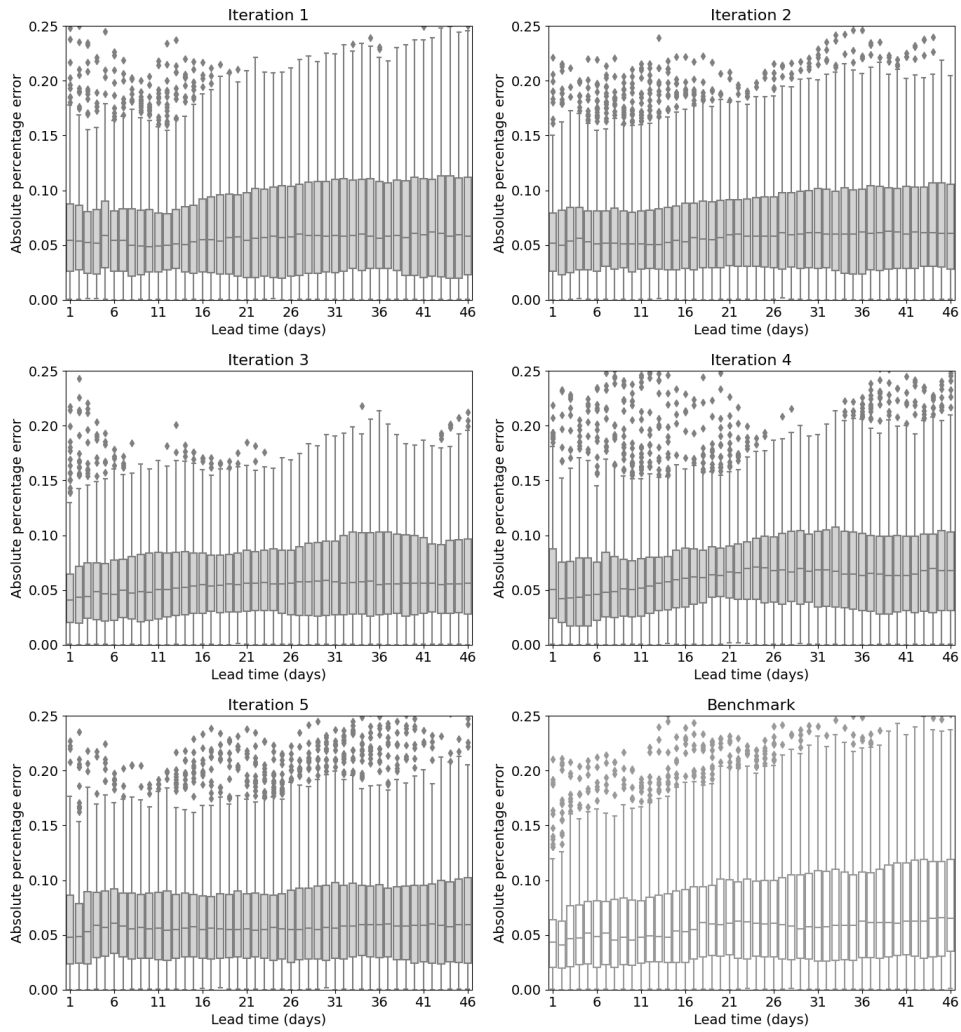 Iteration 1
Absolute percentage error
0.25
0.20
0.15
0.10
0.05
0.00
1 6 11 16 21 26 31 36 41 46
Lead time (days)
Iteration 2
Absolute percentage error
0.25
0.20
0.15
0.10
0.05
0.00
1 6 11 16 21 26 31 36 41 46
Lead time (days)
Iteration 3
Absolute percentage error
0.25
0.20
0.15
0.10
0.05
0.00
1 6 11 16 21 26 31 36 41 46
Lead time (days)
Iteration 4
Absolute percentage error
0.25
0.20
0.15
0.10
0.05
0.00
1 6 11 16 21 26 31 36 41 46
Lead time (days)
Iteration 5
Absolute percentage error
0.25
0.20
0.15
0.10
0.05
0.00
1 6 11 16 21 26 31 36 41 46
Lead time (days)
Benchmark
Absolute percentage error
0.25
0.20
0.15
0.10
0.05
0.00
1 6 11 16 21 26 31 36 41 46
Lead time (days)